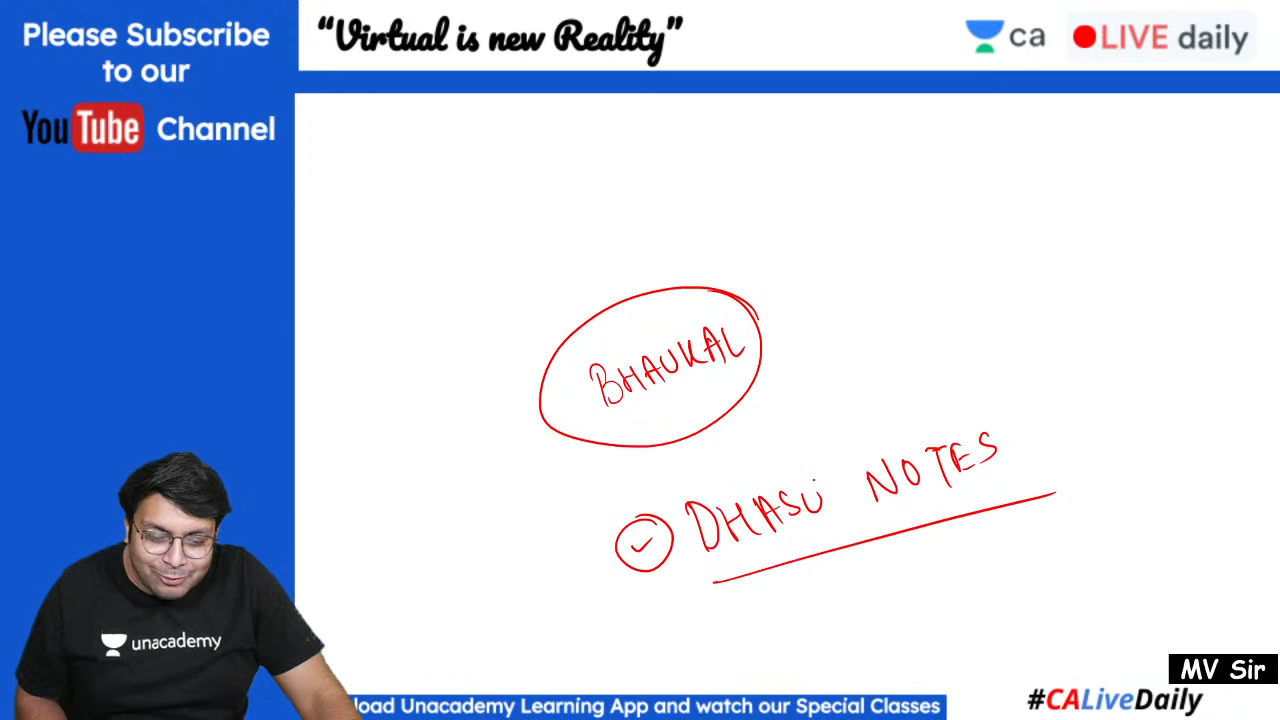 Please Subscribe
to our
YouTube Channel
“Virtual is new Reality”
ca
LIVE daily
BHAUKAL
DHASU NOTES
unacademy
MV Sir
load Unacademy Learning App and watch our Special Classes
#CALiveDaily